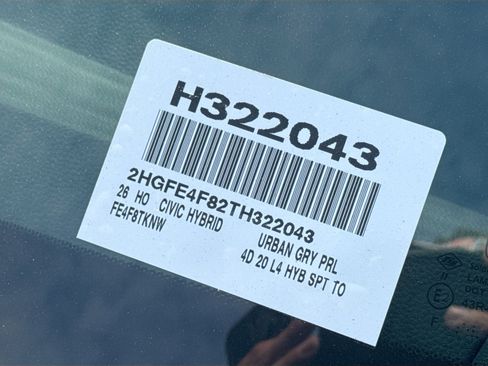 H322043
2HGFE4F82TH322043
26 HO CIVIC HYBRID URBAN GRY PRL
FE4F8TKNW 4D 20 L4 HYB SPT TO